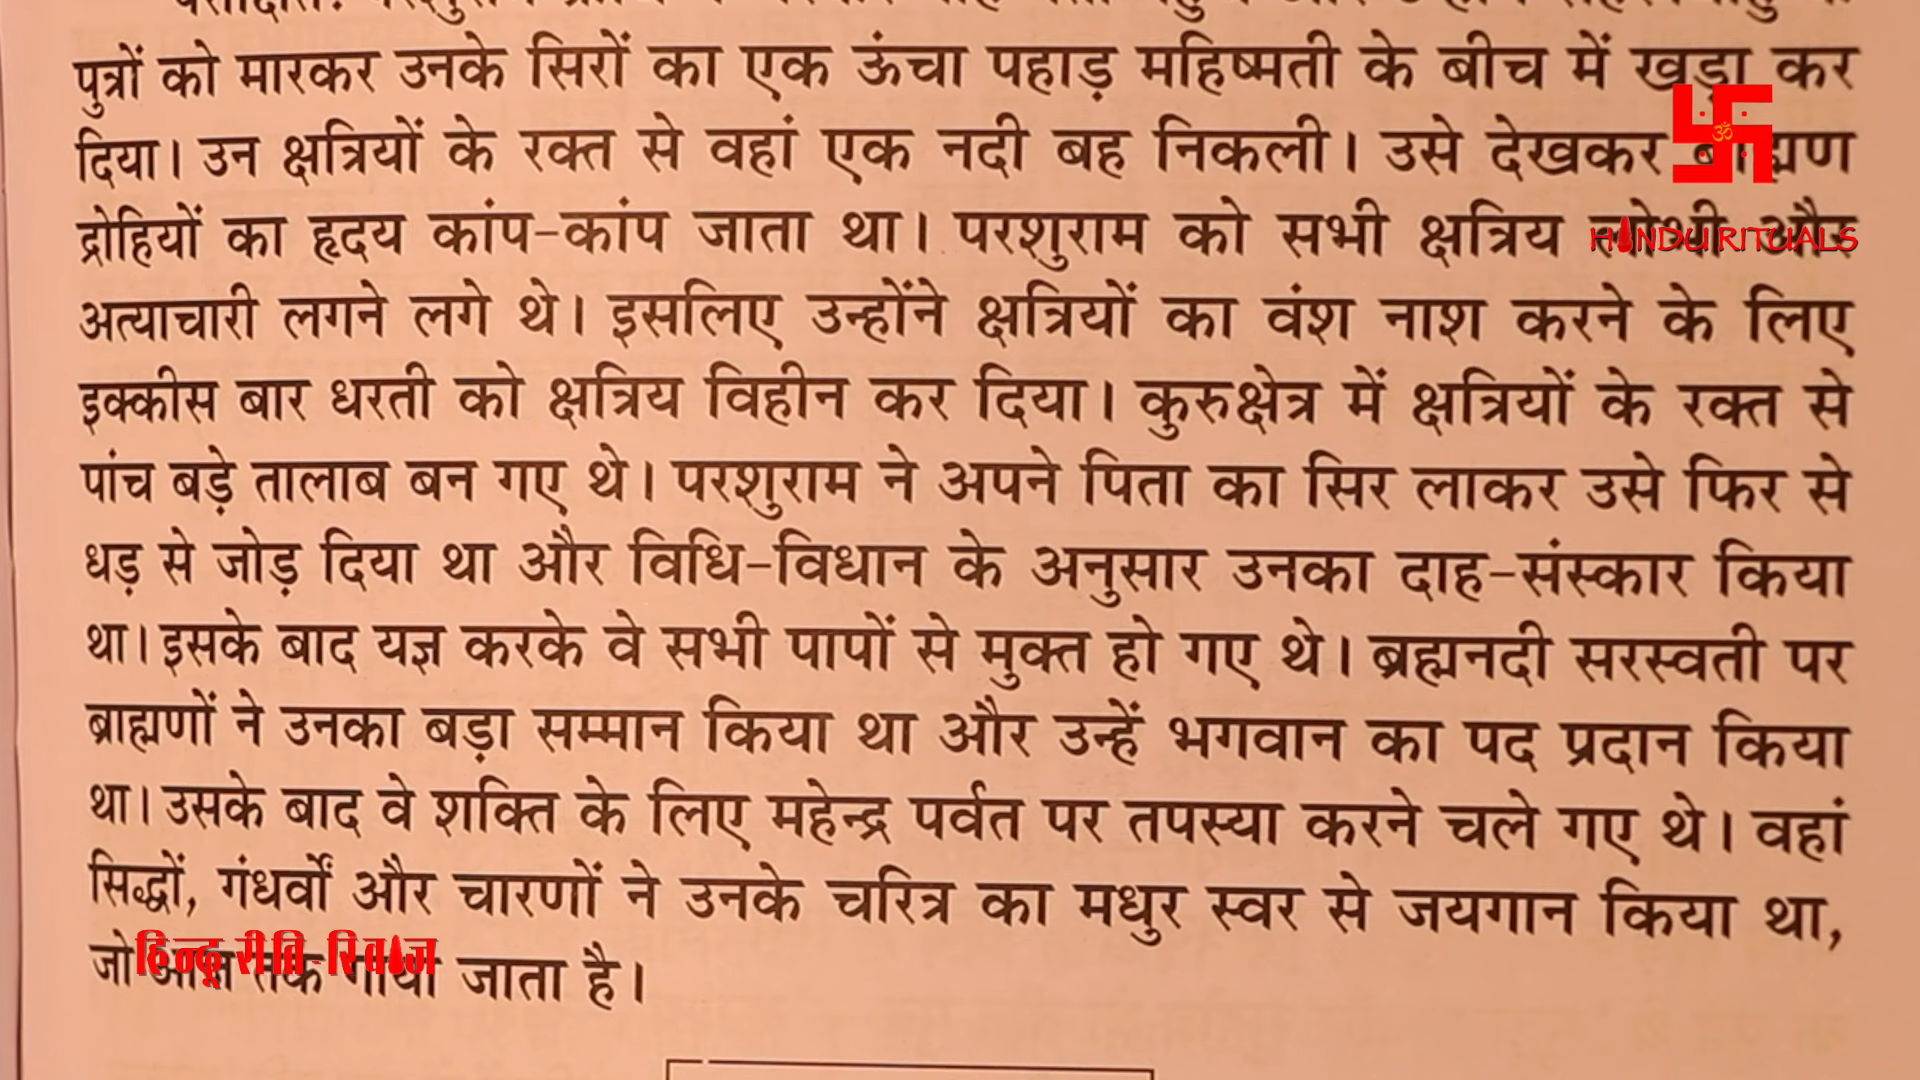 पुत्रों को मारकर उनके सिरों का एक ऊंचा पहाड़ महिष्मती के बीच में खड़ा कर
दिया। उन क्षत्रियों के रक्त से वहां एक नदी बह निकली। उसे देखकर ब्राह्मण
द्रोहियों का हृदय कांप-कांप जाता था। परशुराम को सभी क्षत्रिय लोभी और
HINDU RITUALS
अत्याचारी लगने लगे थे। इसलिए उन्होंने क्षत्रियों का वंश नाश करने के लिए
इक्कीस बार धरती को क्षत्रिय विहीन कर दिया। कुरुक्षेत्र में क्षत्रियों के रक्त से
पांच बड़े तालाब बन गए थे। परशुराम ने अपने पिता का सिर लाकर उसे फिर से
धड़ से जोड़ दिया था और विधि-विधान के अनुसार उनका दाह-संस्कार किया
था। इसके बाद यज्ञ करके वे सभी पापों से मुक्त हो गए थे। ब्रह्मनदी सरस्वती पर
ब्राह्मणों ने उनका बड़ा सम्मान किया था और उन्हें भगवान का पद प्रदान किया
था। उसके बाद वे शक्ति के लिए महेन्द्र पर्वत पर तपस्या करने चले गए थे। वहां
सिद्धों, गंधर्वों और चारणों ने उनके चरित्र का मधुर स्वर से जयगान किया था,
हिन्दू रीति-रिवाज
जो आज तक गाया जाता है।